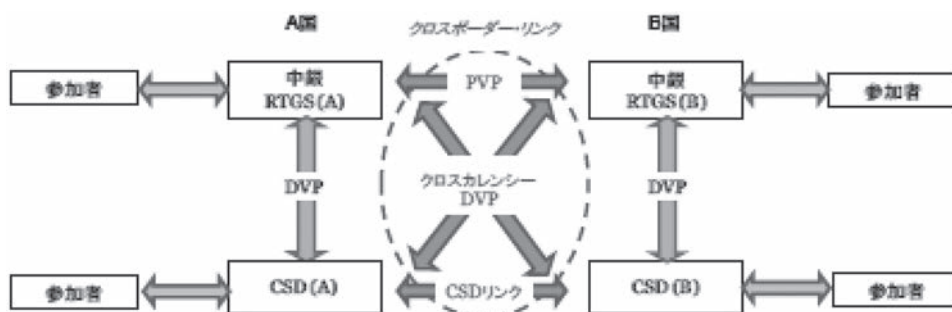 A国
クロスボーダー・リンク
B国
参加者
中銀
RTGS(A)
PVP
中銀
RTGS(B)
参加者
DVP
クロスカレンシー
DVP
DVP
参加者
CSD(A)
CSDリンク
CSD(B)
参加者